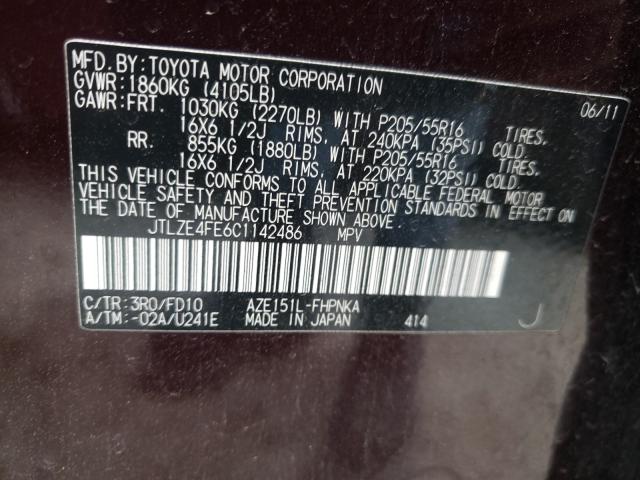 MFD.BY:TOYOTA MOTOR CORPORATION 06/11
GVWR:1860KG (4105LB)
GAWR:FRT. 1030KG (2270LB) WITH P205/55R16 TIRES,
16X6 1/2J RIMS, AT 240KPA (35PSI) COLD.
RR. 855KG (1880LB) WITH P205/55R16 TIRES,
16X6 1/2J RIMS, AT 220KPA (32PSI) COLD.
THIS VEHICLE CONFORMS TO ALL APPLICABLE FEDERAL MOTOR
VEHICLE SAFETY AND THEFT PREVENTION STANDARDS IN EFFECT ON
THE DATE OF MANUFACTURE SHOWN ABOVE.
JTLZE4FE6C1142486 MPV
C/TR:3R0/FD10 AZE151L-FHPNKA
A/TM:-02A/U241E MADE IN JAPAN 414 J